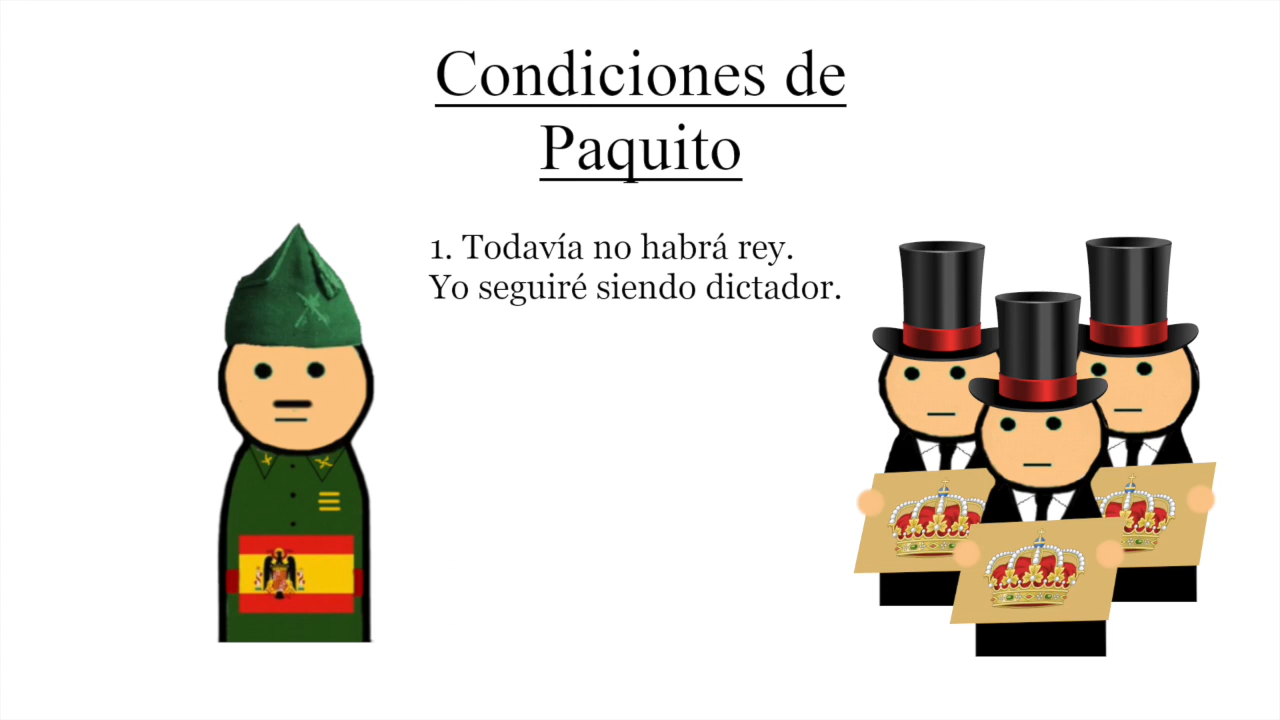 Condiciones de
Paquito
1. Todavía no habrá rey.
Yo seguiré siendo dictador.